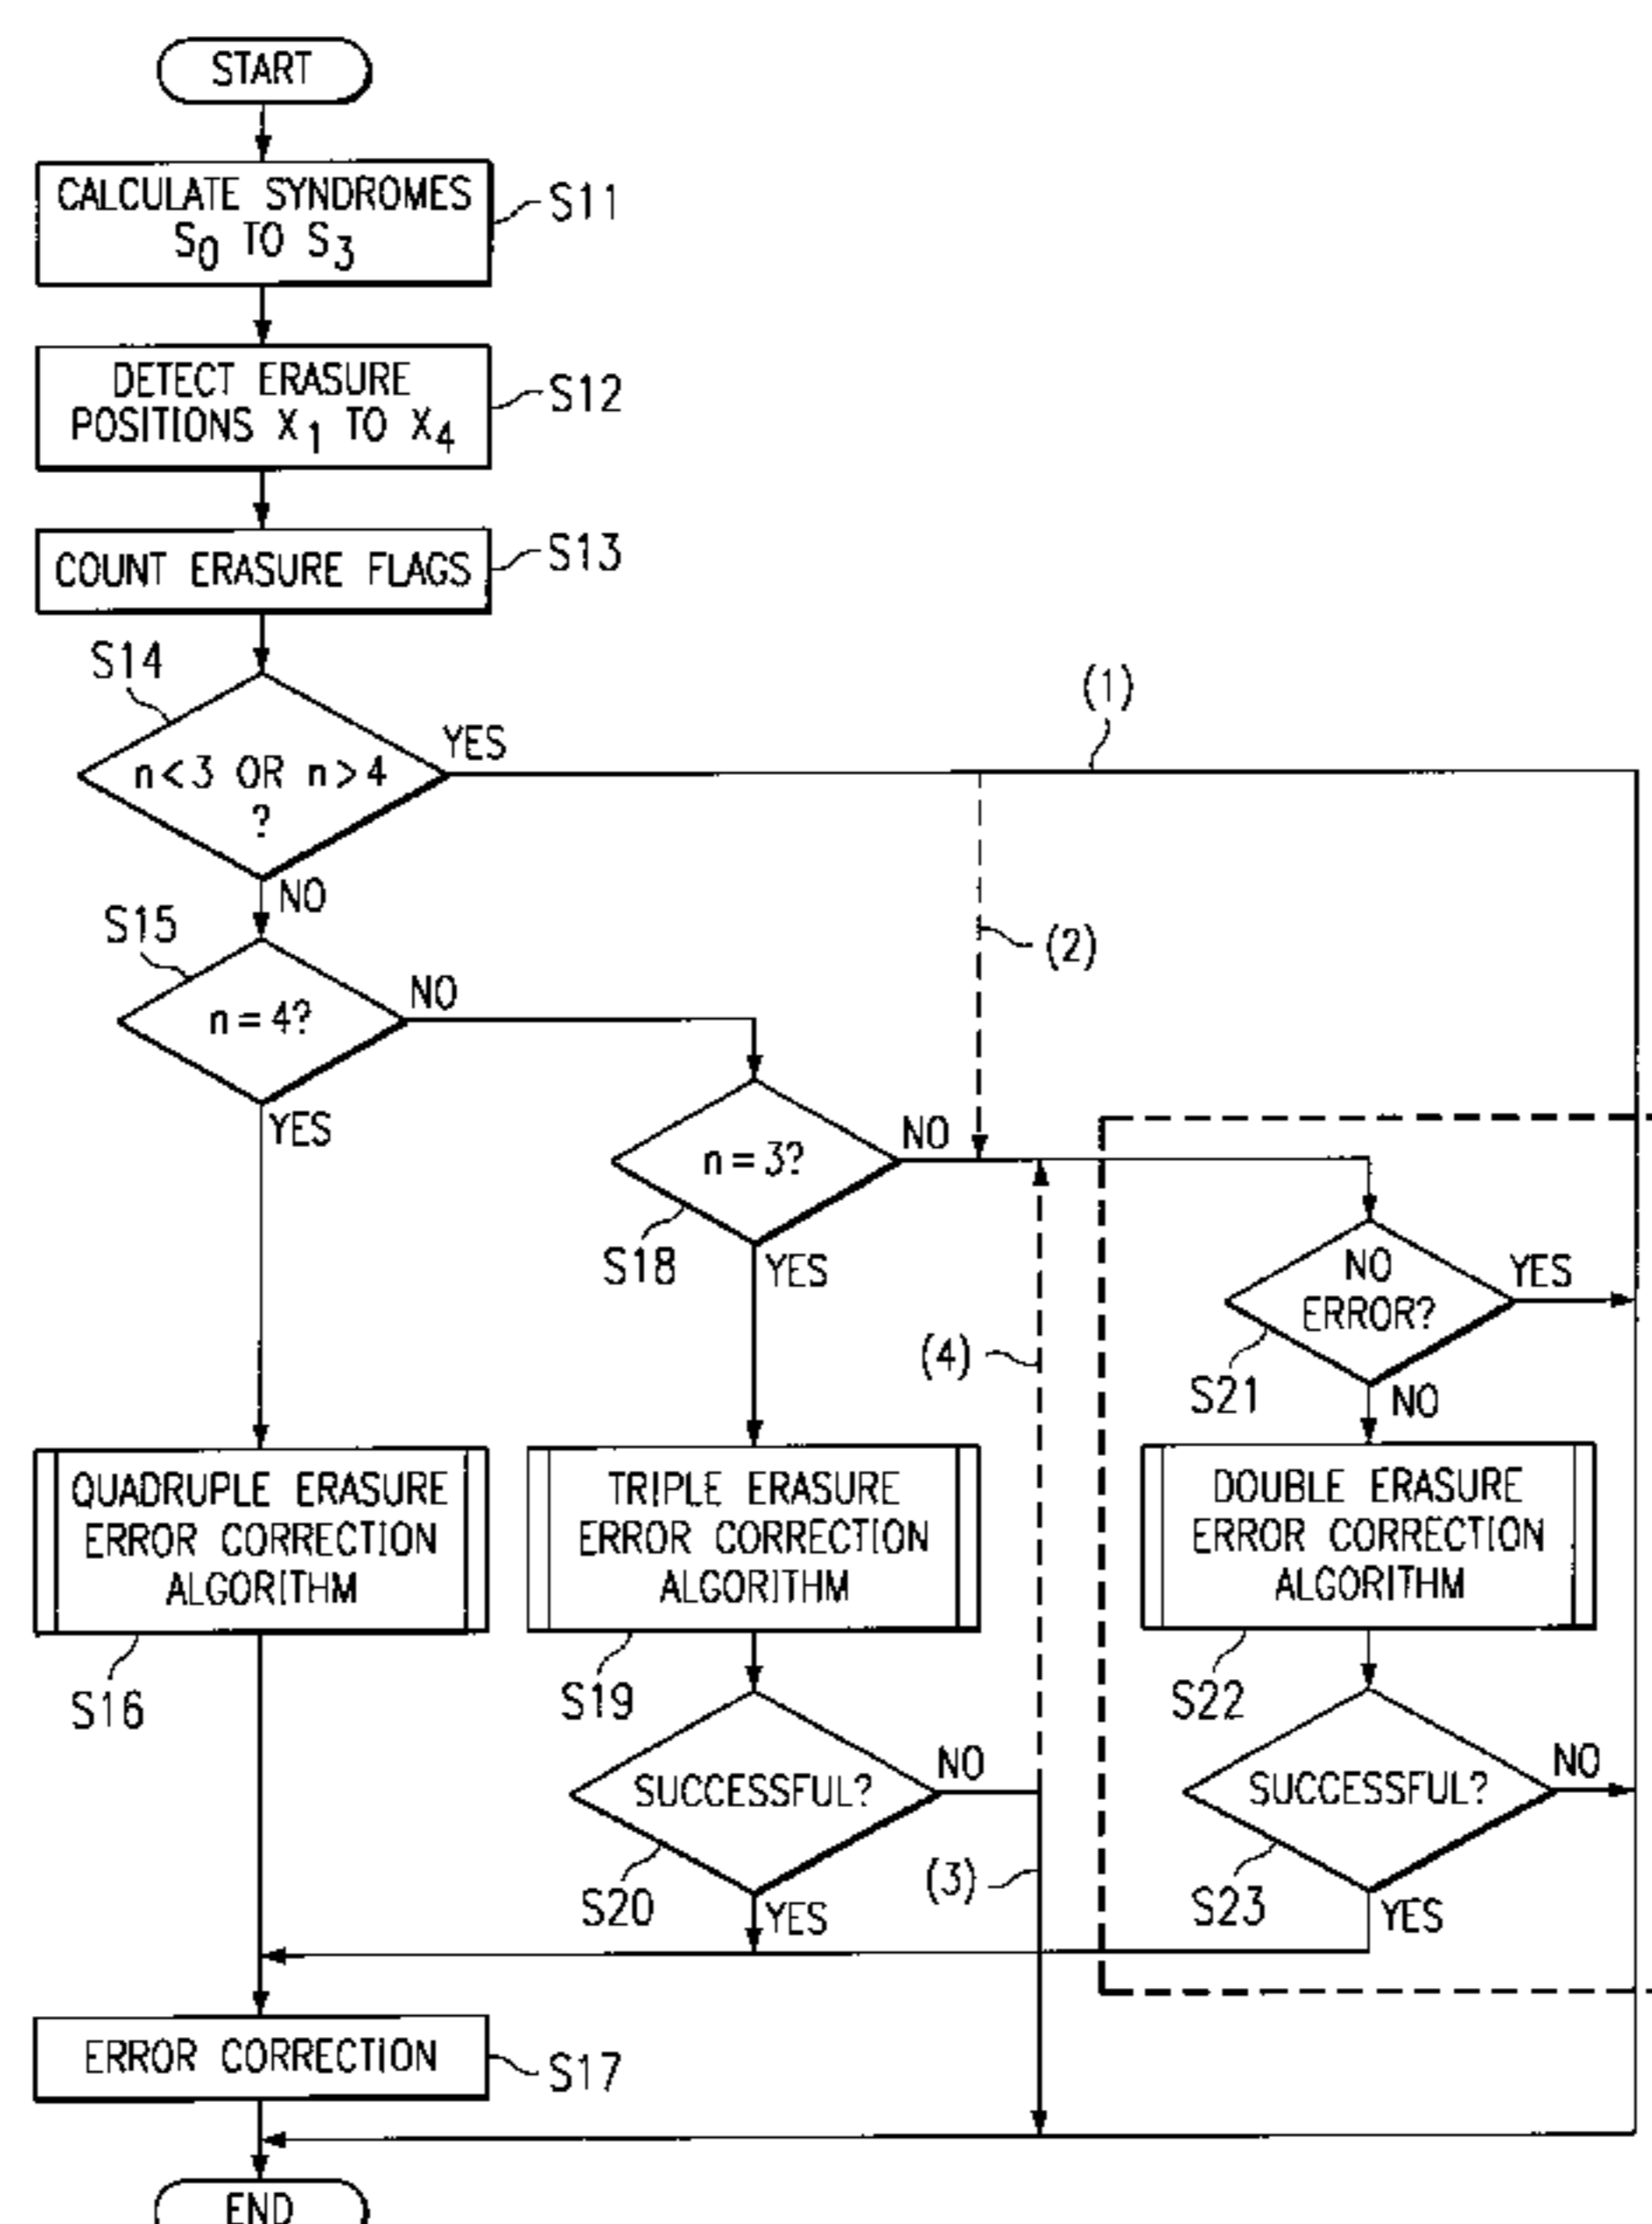 START
CALCULATE SYNDROMES
S0 TO S3
S11
DETECT ERASURE
POSITIONS X1 TO X4
S12
COUNT ERASURE FLAGS
S13
S14
n<3 OR n>4
?
YES
(1)
NO
(2)
S15
n=4?
NO
YES
n=3?
NO
S18
YES
NO
ERROR?
YES
S21
NO
(4)
QUADRUPLE ERASURE
ERROR CORRECTION
ALGORITHM
S16
TRIPLE ERASURE
ERROR CORRECTION
ALGORITHM
S19
DOUBLE ERASURE
ERROR CORRECTION
ALGORITHM
S22
SUCCESSFUL?
NO
S20
YES
(3)
SUCCESSFUL?
NO
S23
YES
ERROR CORRECTION
S17
END